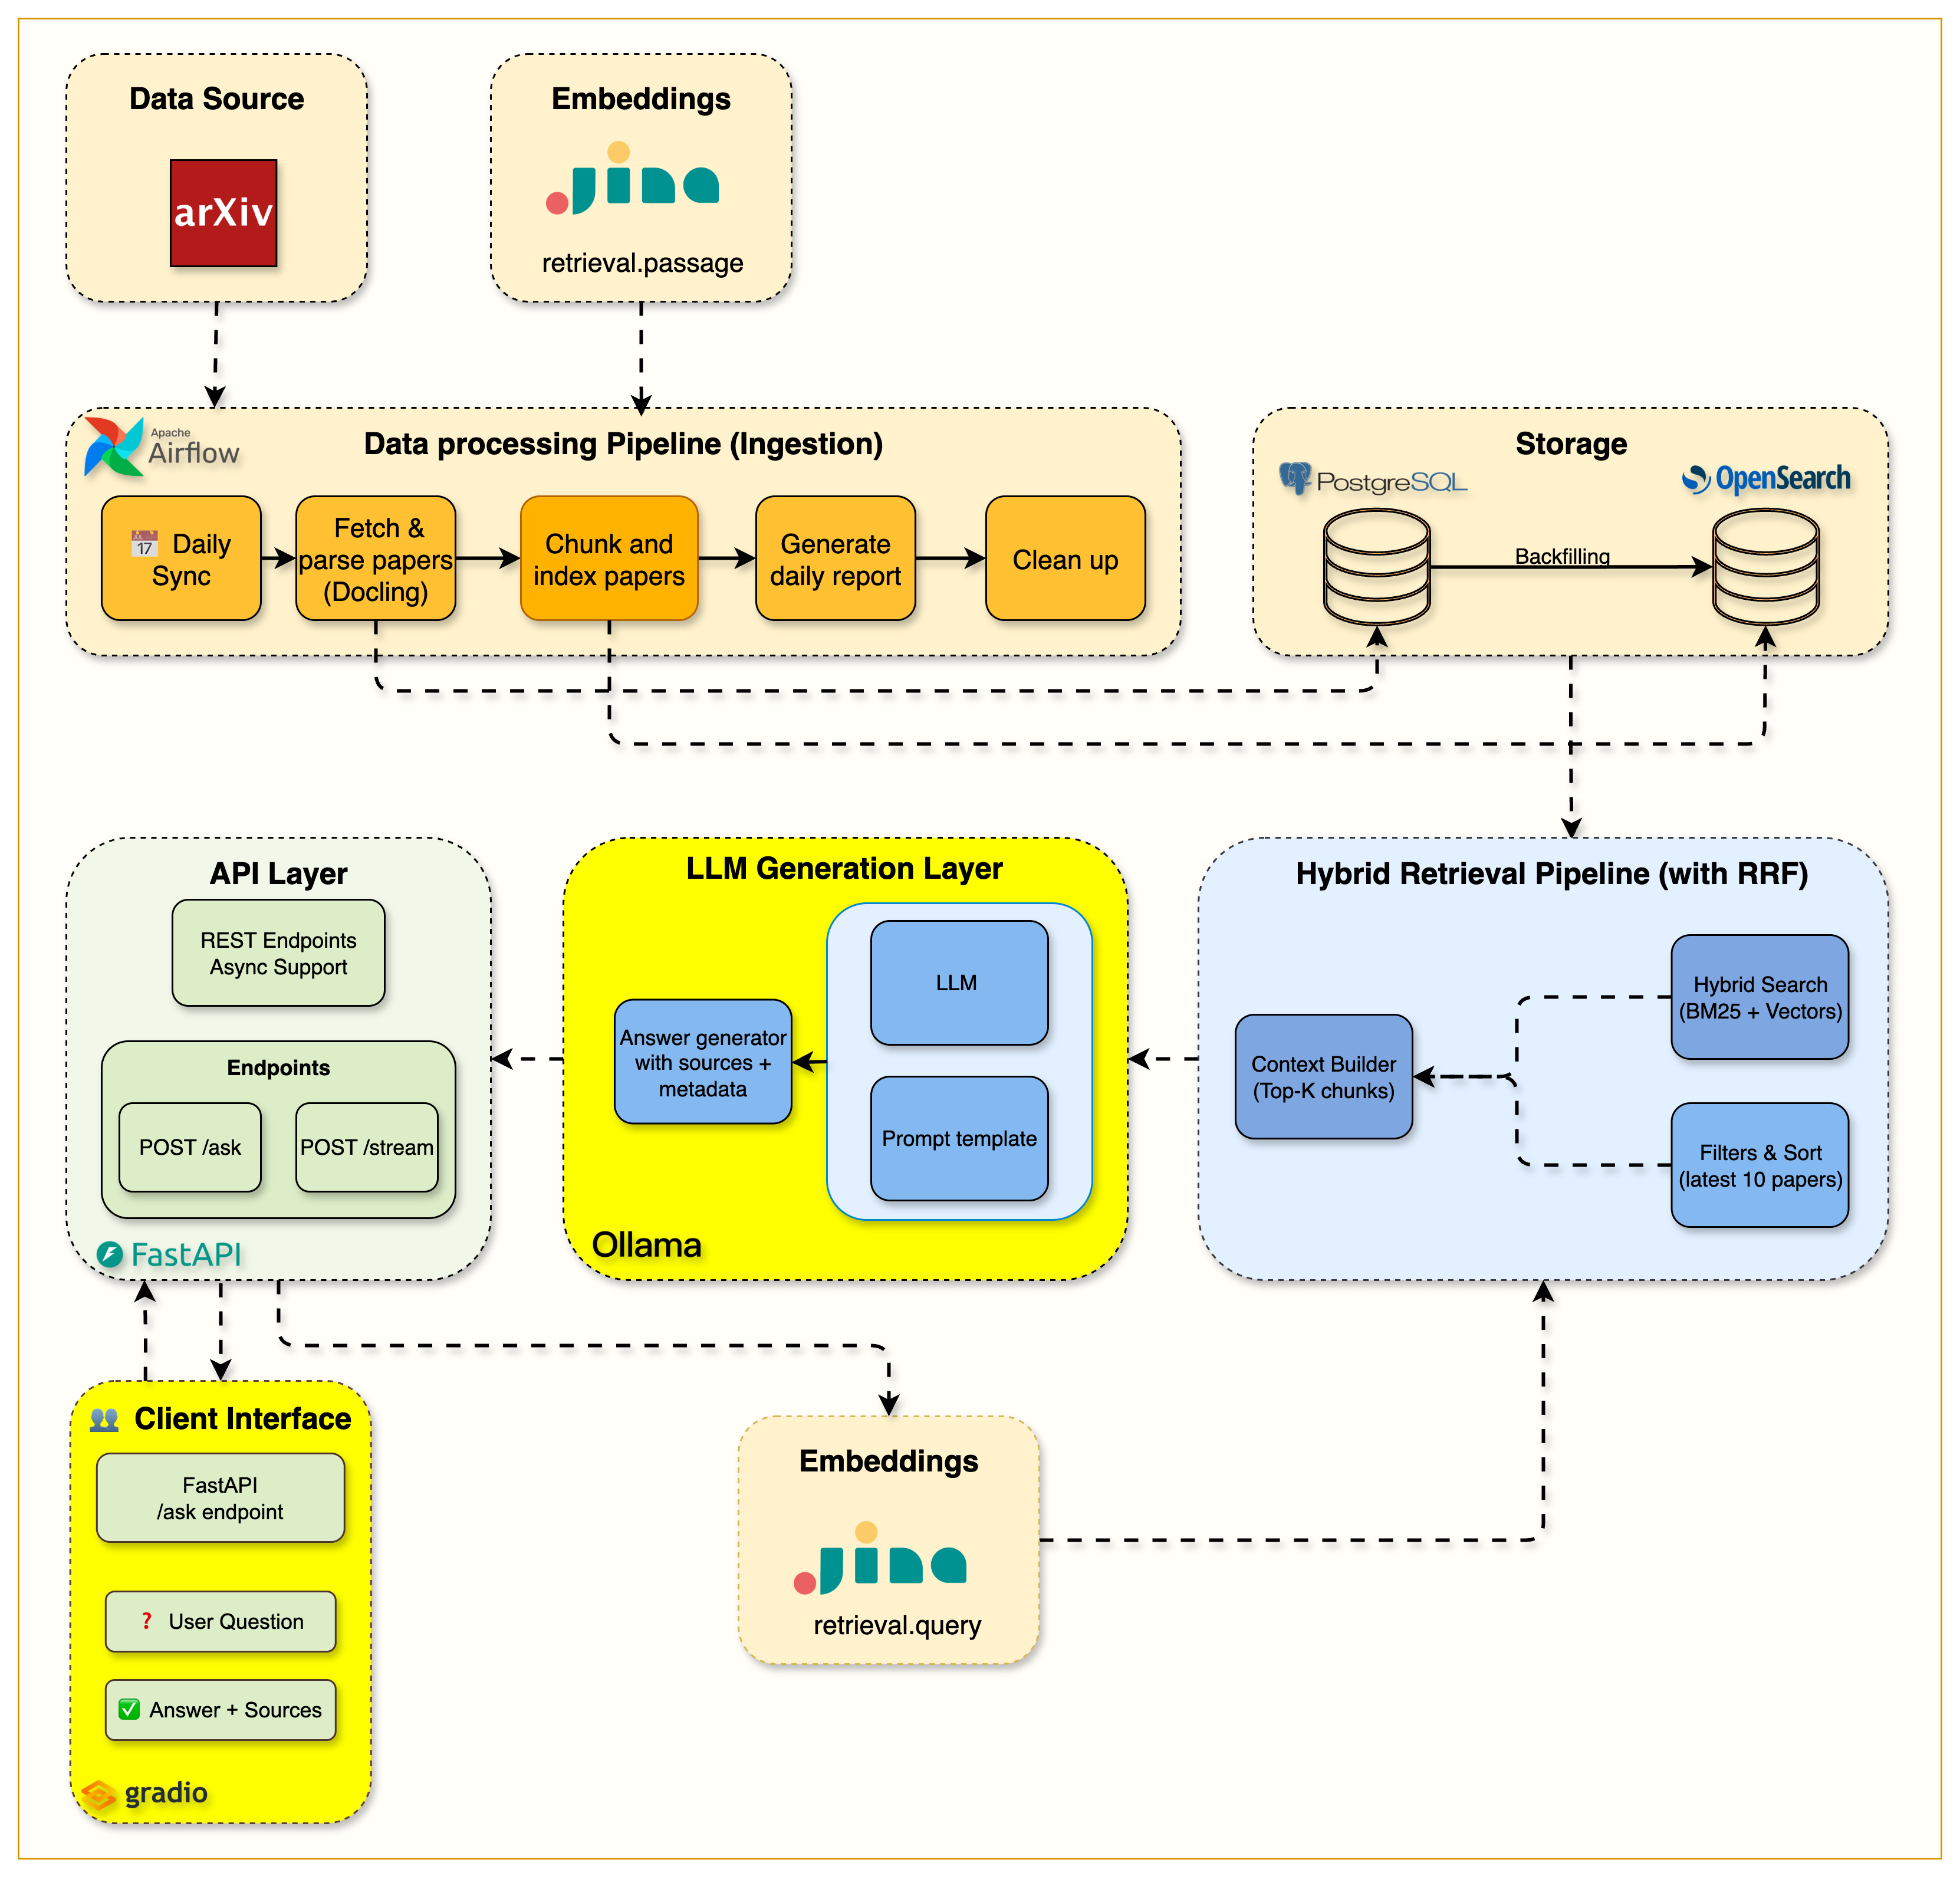 Data Source
arXiv
Embeddings
Jina
retrieval.passage
Apache
Airflow
Data processing Pipeline (Ingestion)
17 Daily
Sync
Fetch &
parse papers
(Docling)
Chunk and
index papers
Generate
daily report
Clean up
Storage
PostgreSQL
OpenSearch
Backfilling
API Layer
REST Endpoints
Async Support
Endpoints
POST /ask
POST /stream
FastAPI
LLM Generation Layer
Answer generator
with sources +
metadata
LLM
Prompt template
Ollama
Hybrid Retrieval Pipeline (with RRF)
Context Builder
(Top-K chunks)
Hybrid Search
(BM25 + Vectors)
Filters & Sort
(latest 10 papers)
Client Interface
FastAPI
/ask endpoint
❓ User Question
✅ Answer + Sources
gradio
Embeddings
Jina
retrieval.query